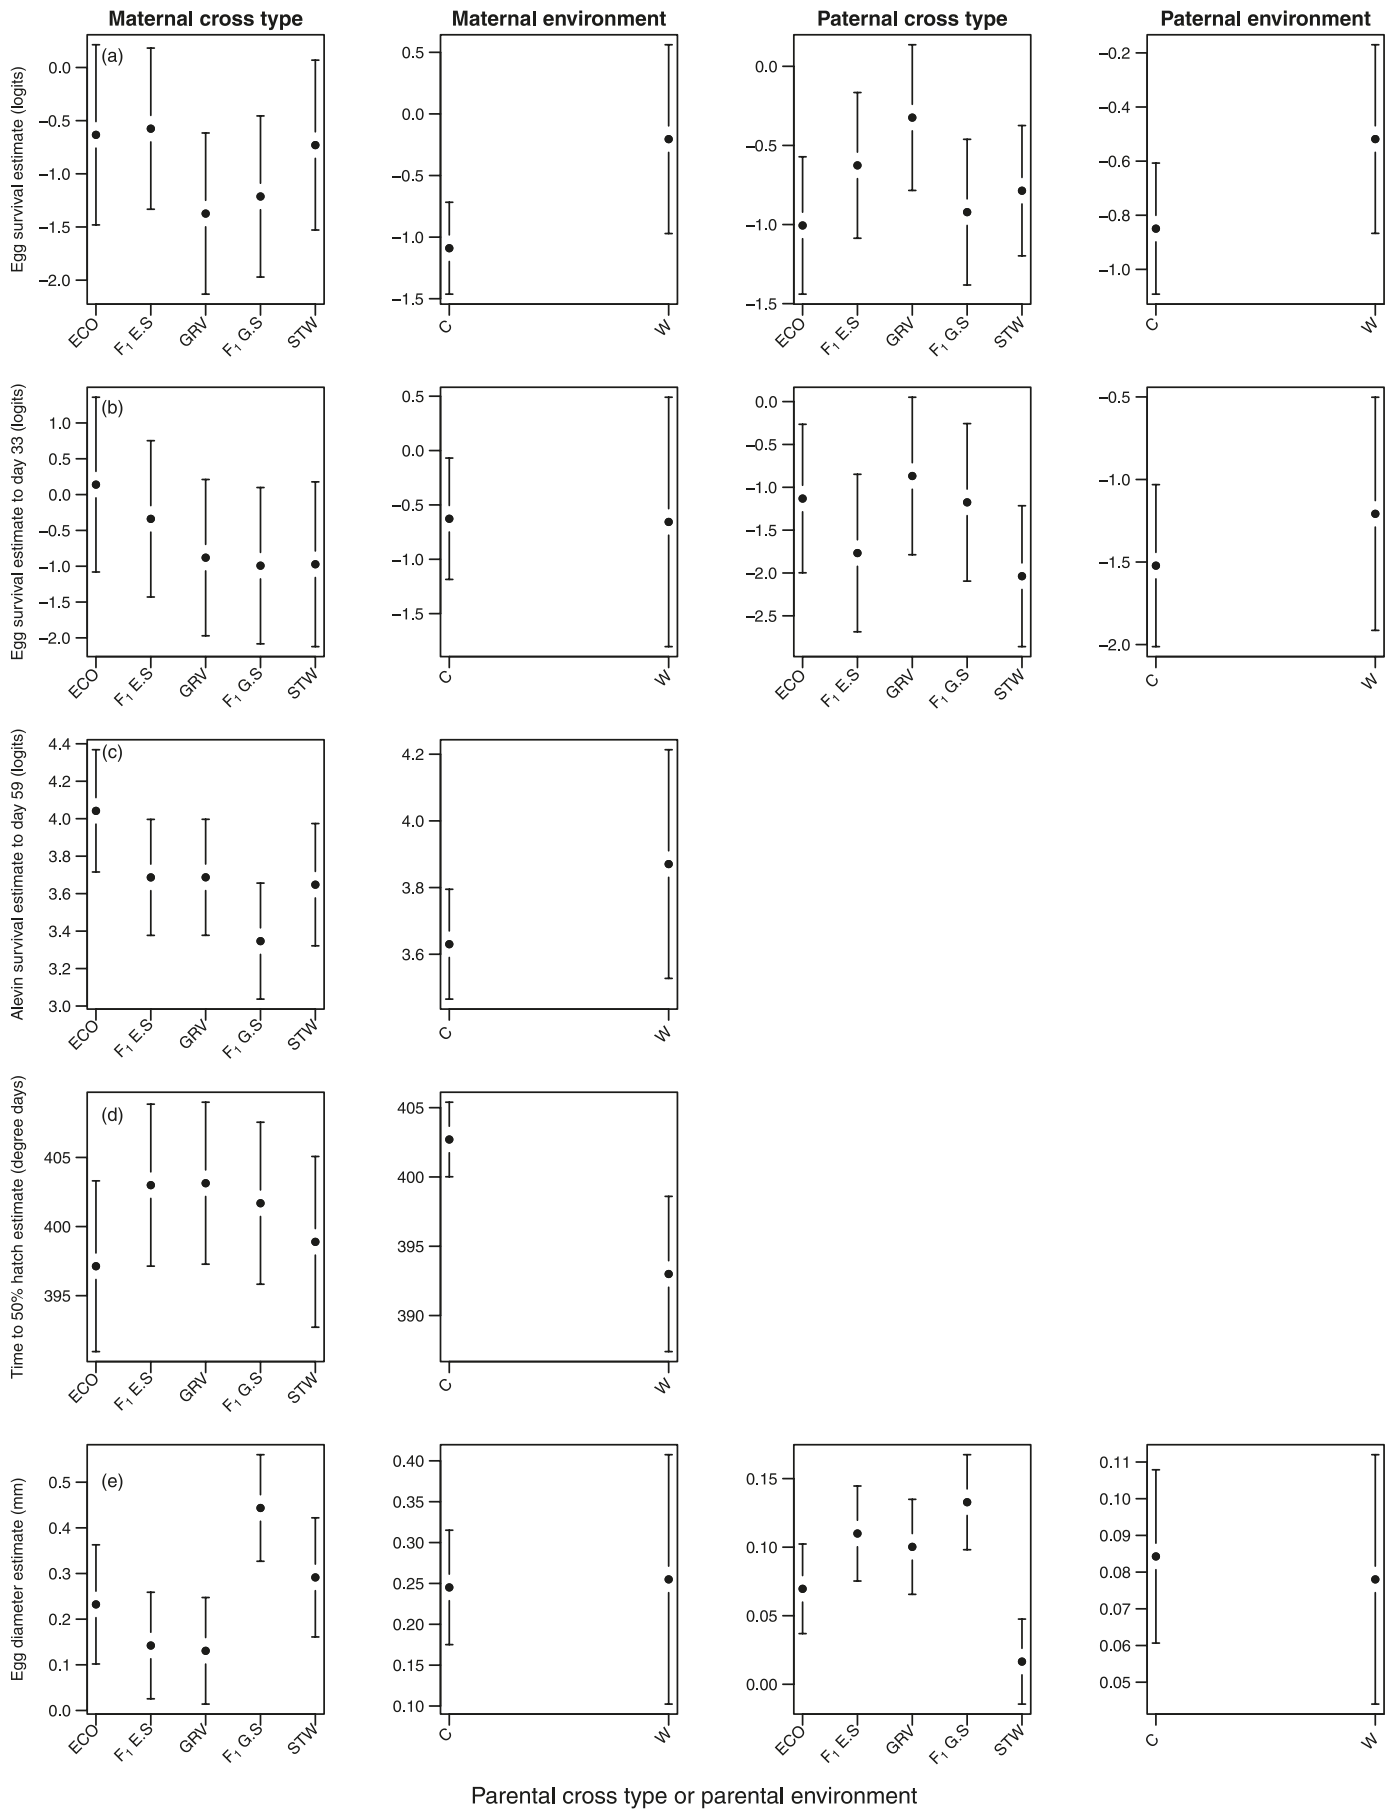 Maternal cross type
Maternal environment
Paternal cross type
Paternal environment
(a)
Egg survival estimate (logits)
0.0
−0.5
−1.0
−1.5
−2.0
ECO
F₁ E.S
GRV
F₁ G.S
STW
0.5
0.0
−0.5
−1.0
−1.5
C
W
0.0
−0.5
−1.0
−1.5
ECO
F₁ E.S
GRV
F₁ G.S
STW
−0.2
−0.4
−0.6
−0.8
−1.0
C
W
(b)
Egg survival estimate to day 33 (logits)
1.0
0.5
0.0
−0.5
−1.0
−1.5
−2.0
ECO
F₁ E.S
GRV
F₁ G.S
STW
0.5
0.0
−0.5
−1.0
−1.5
C
W
0.0
−0.5
−1.0
−1.5
−2.0
−2.5
ECO
F₁ E.S
GRV
F₁ G.S
STW
−0.5
−1.0
−1.5
−2.0
C
W
(c)
Alevin survival estimate to day 59 (logits)
4.4
4.2
4.0
3.8
3.6
3.4
3.2
3.0
ECO
F₁ E.S
GRV
F₁ G.S
STW
4.2
4.0
3.8
3.6
C
W
(d)
Time to 50% hatch estimate (degree days)
405
400
395
ECO
F₁ E.S
GRV
F₁ G.S
STW
405
400
395
390
C
W
(e)
Egg diameter estimate (mm)
0.5
0.4
0.3
0.2
0.1
0.0
ECO
F₁ E.S
GRV
F₁ G.S
STW
0.40
0.35
0.30
0.25
0.20
0.15
0.10
C
W
0.15
0.10
0.05
0.00
ECO
F₁ E.S
GRV
F₁ G.S
STW
0.11
0.10
0.09
0.08
0.07
0.06
0.05
C
W
Parental cross type or parental environment